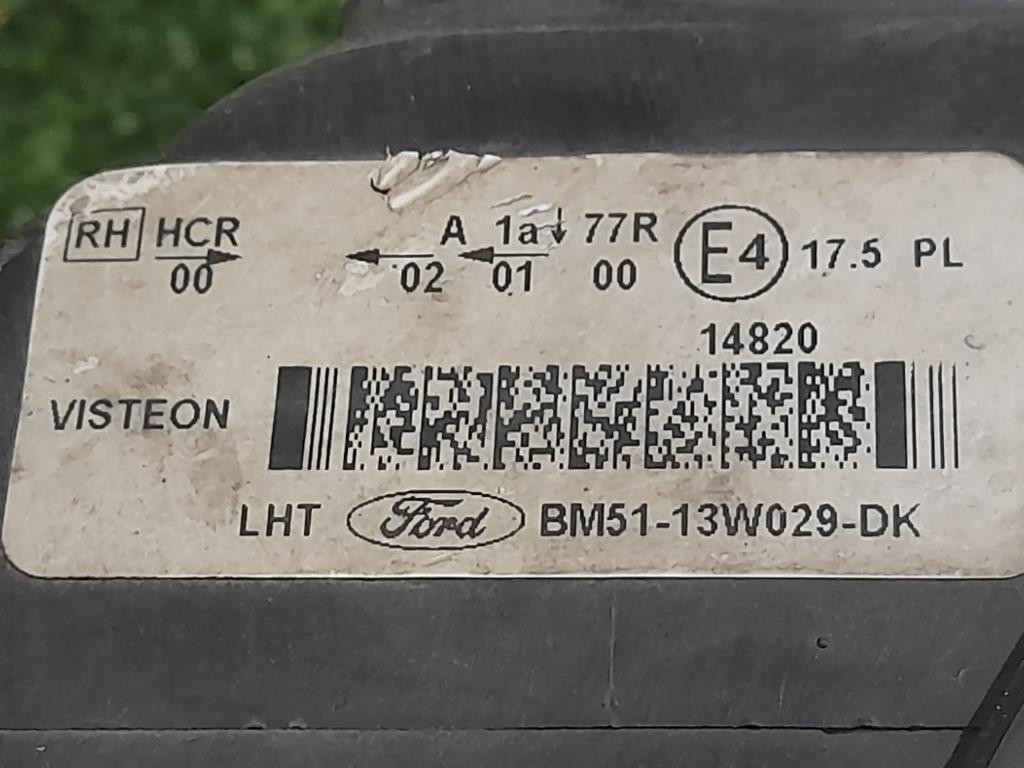 RH HCR A 1a 77R E4 17.5 PL
00 02 01 00
14820
VISTEON
LHT Ford BM51-13W029-DK